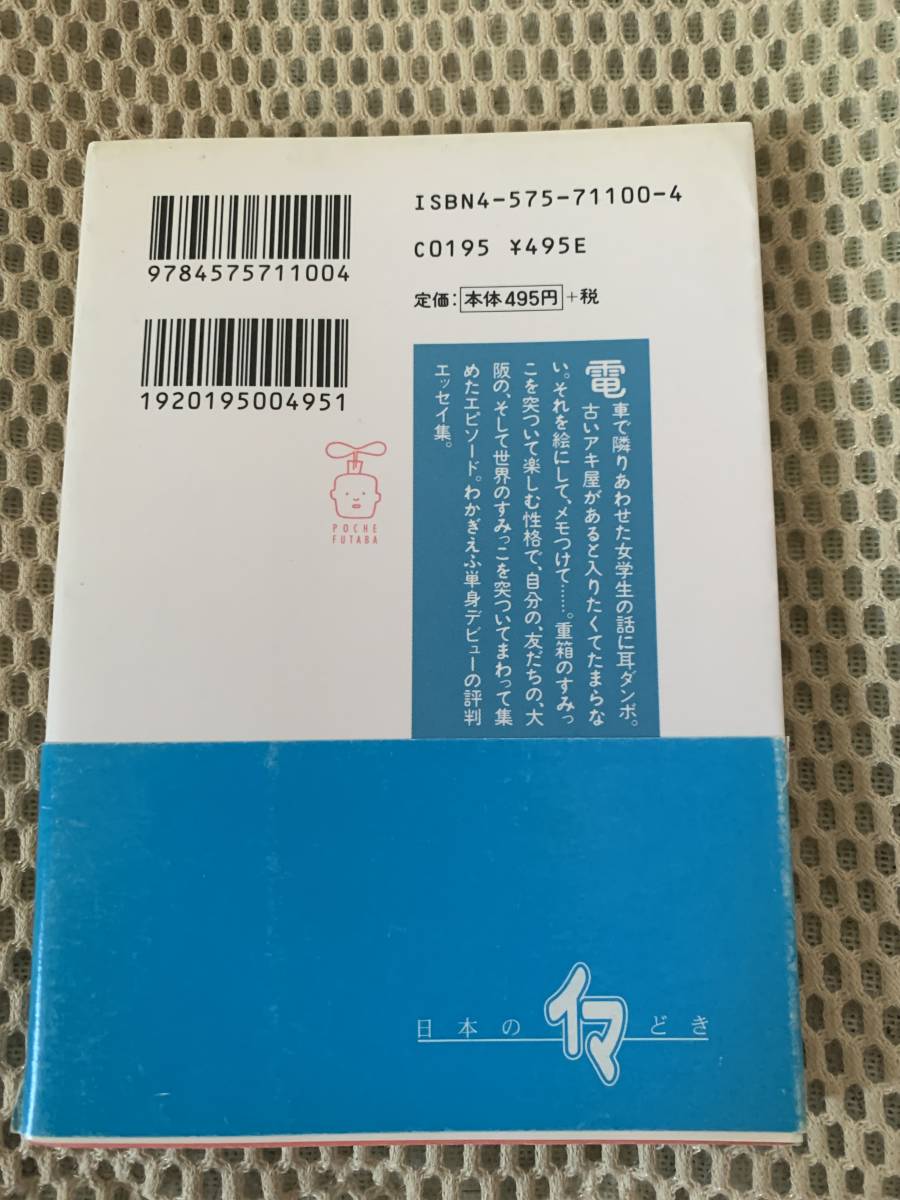 9784575711004
ISBN4-575-71100-4
C0195 ¥495E
定価：本体495円+税
1920195004951
POCHE
FUTABA
電車で隣りあわせた女学生の話に耳ダンボ。
古いアキ屋があると入りたくてたまらな
い。それを絵にして、メモつけて……。重箱のすみっ
こを突ついて楽しむ性格で、自分の、友だちの、大
阪の、そして世界のすみっこを突ついてまわって集
めたエピソード。わかぎえふ単身デビューの評判
エッセイ集。
日本のイマどき